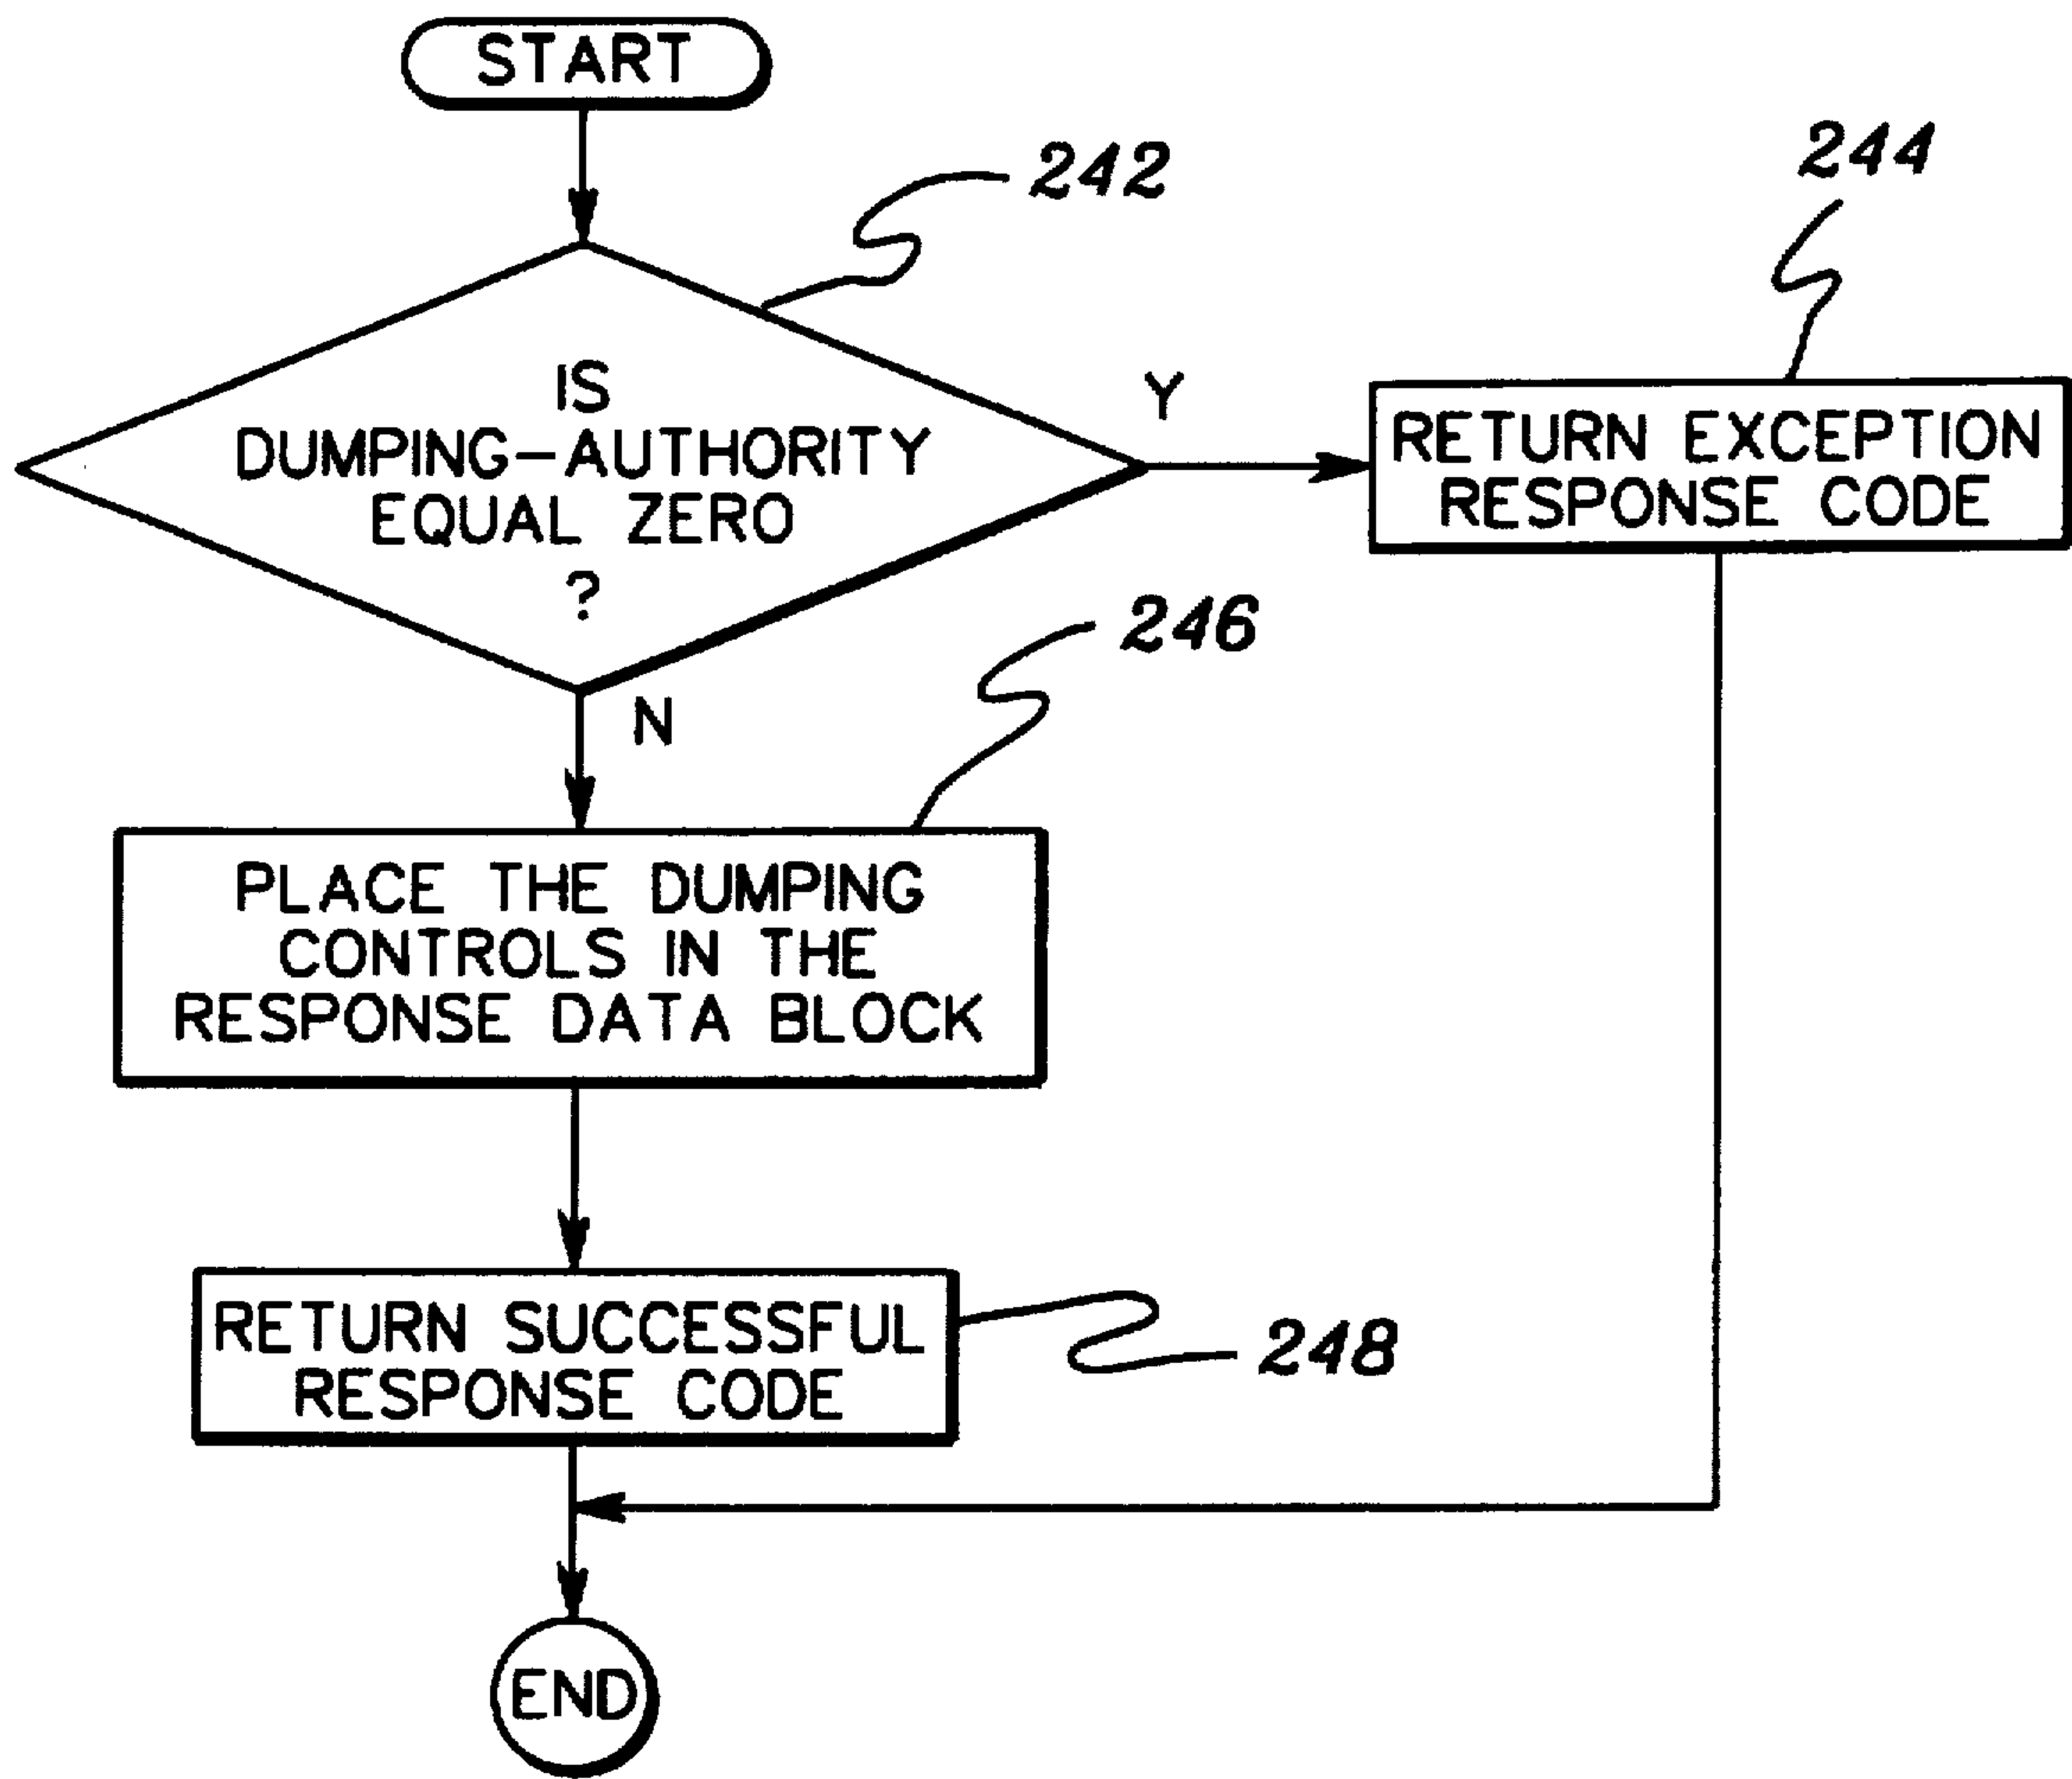 START
242
244
IS
DUMPING-AUTHORITY
EQUAL ZERO
?
Y
RETURN EXCEPTION
RESPONSE CODE
N
246
PLACE THE DUMPING
CONTROLS IN THE
RESPONSE DATA BLOCK
RETURN SUCCESSFUL
RESPONSE CODE
248
END